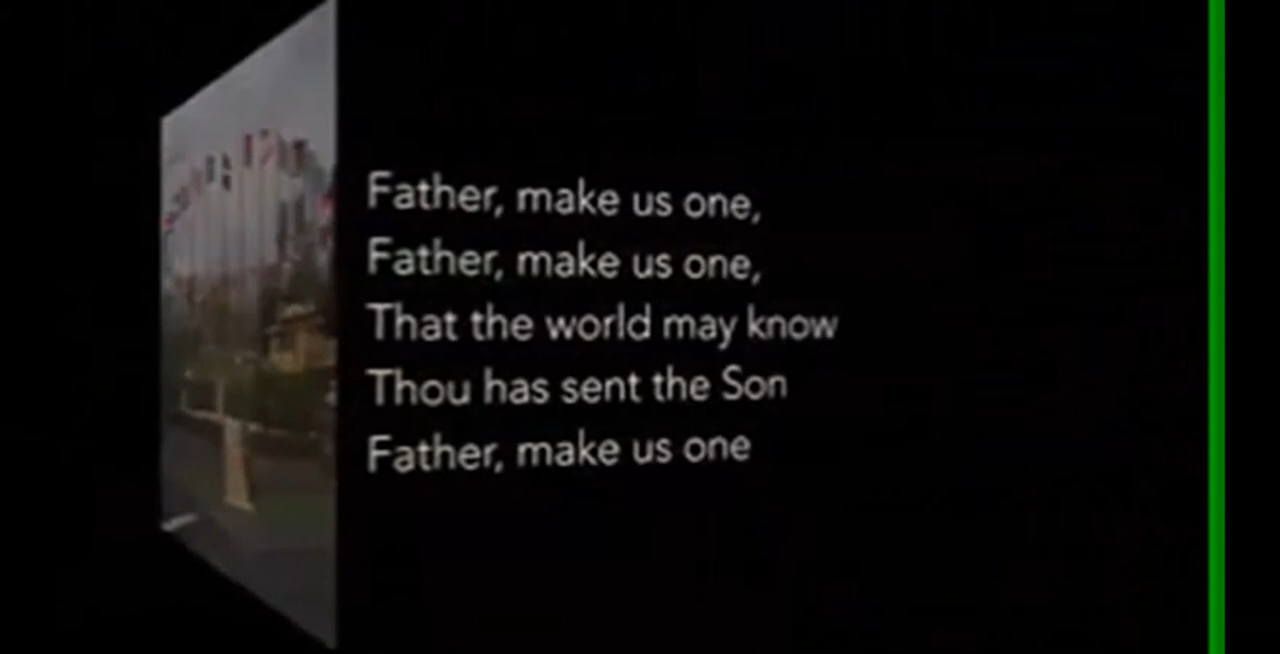 Father, make us one,
Father, make us one,
That the world may know
Thou has sent the Son
Father, make us one